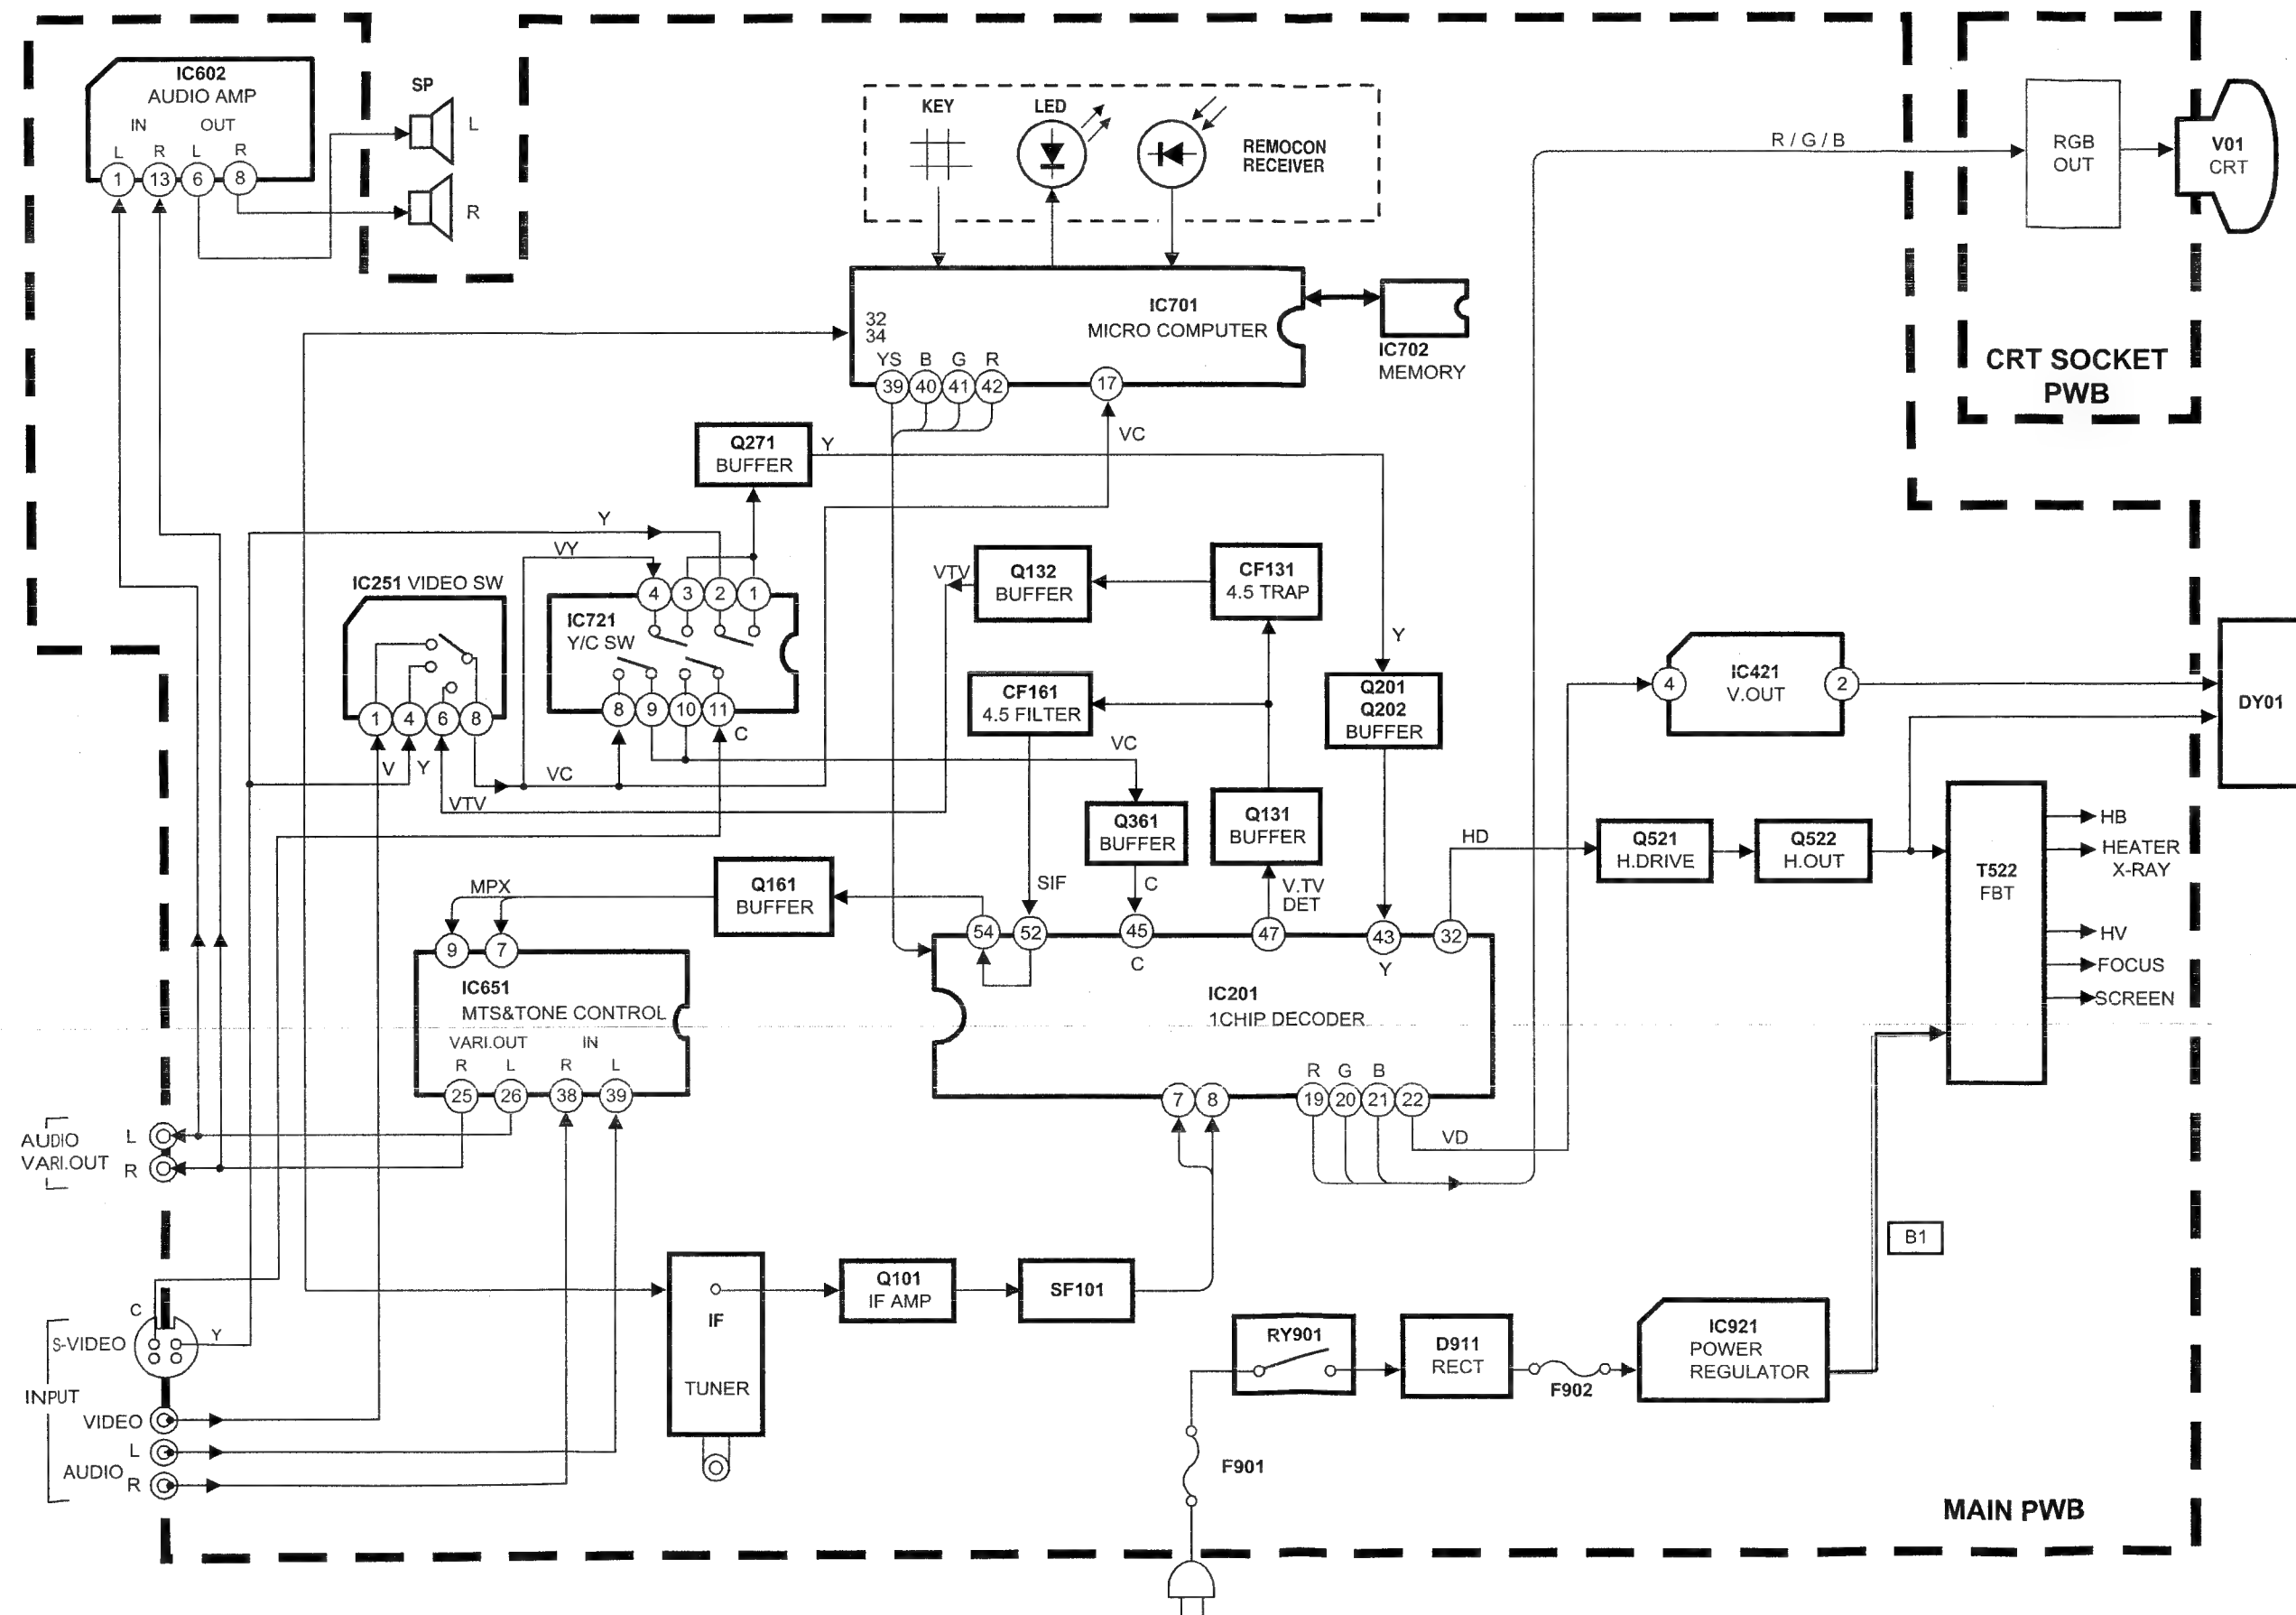 IC602
AUDIO AMP
IN OUT
L R L R
1 13 6 8
SP
L
R
KEY
LED
REMOCON
RECEIVER
R / G / B
RGB
OUT
V01
CRT
CRT SOCKET
PWB
IC701
MICRO COMPUTER
32
34
YS B G R
39 40 41 42 17
IC702
MEMORY
VC
Q271
BUFFER
Y
Y
VY
IC251 VIDEO SW
1 4 6 8
V Y
VTV
VC
IC721
Y/C SW
4 3 2 1
8 9 10 11
C
VTV
Q132
BUFFER
CF131
4.5 TRAP
CF161
4.5 FILTER
Y
Q201
Q202
BUFFER
VC
Q361
BUFFER
C
Q131
BUFFER
V.TV
DET
SIF
4
IC421
V.OUT
2
DY01
HD
Q521
H.DRIVE
Q522
H.OUT
T522
FBT
HB
HEATER
X-RAY
HV
FOCUS
SCREEN
MPX
Q161
BUFFER
9 7
IC651
MTS&TONE CONTROL
VARI.OUT IN
R L R L
25 26 38 39
54 52 45 47 43 32
C
Y
IC201
1CHIP DECODER
R G B
7 8 19 20 21 22
VD
AUDIO
VARI.OUT
L
R
B1
IF
TUNER
Q101
IF AMP
SF101
RY901
D911
RECT
F902
IC921
POWER
REGULATOR
F901
C
S-VIDEO
Y
INPUT
VIDEO
L
AUDIO
R
MAIN PWB